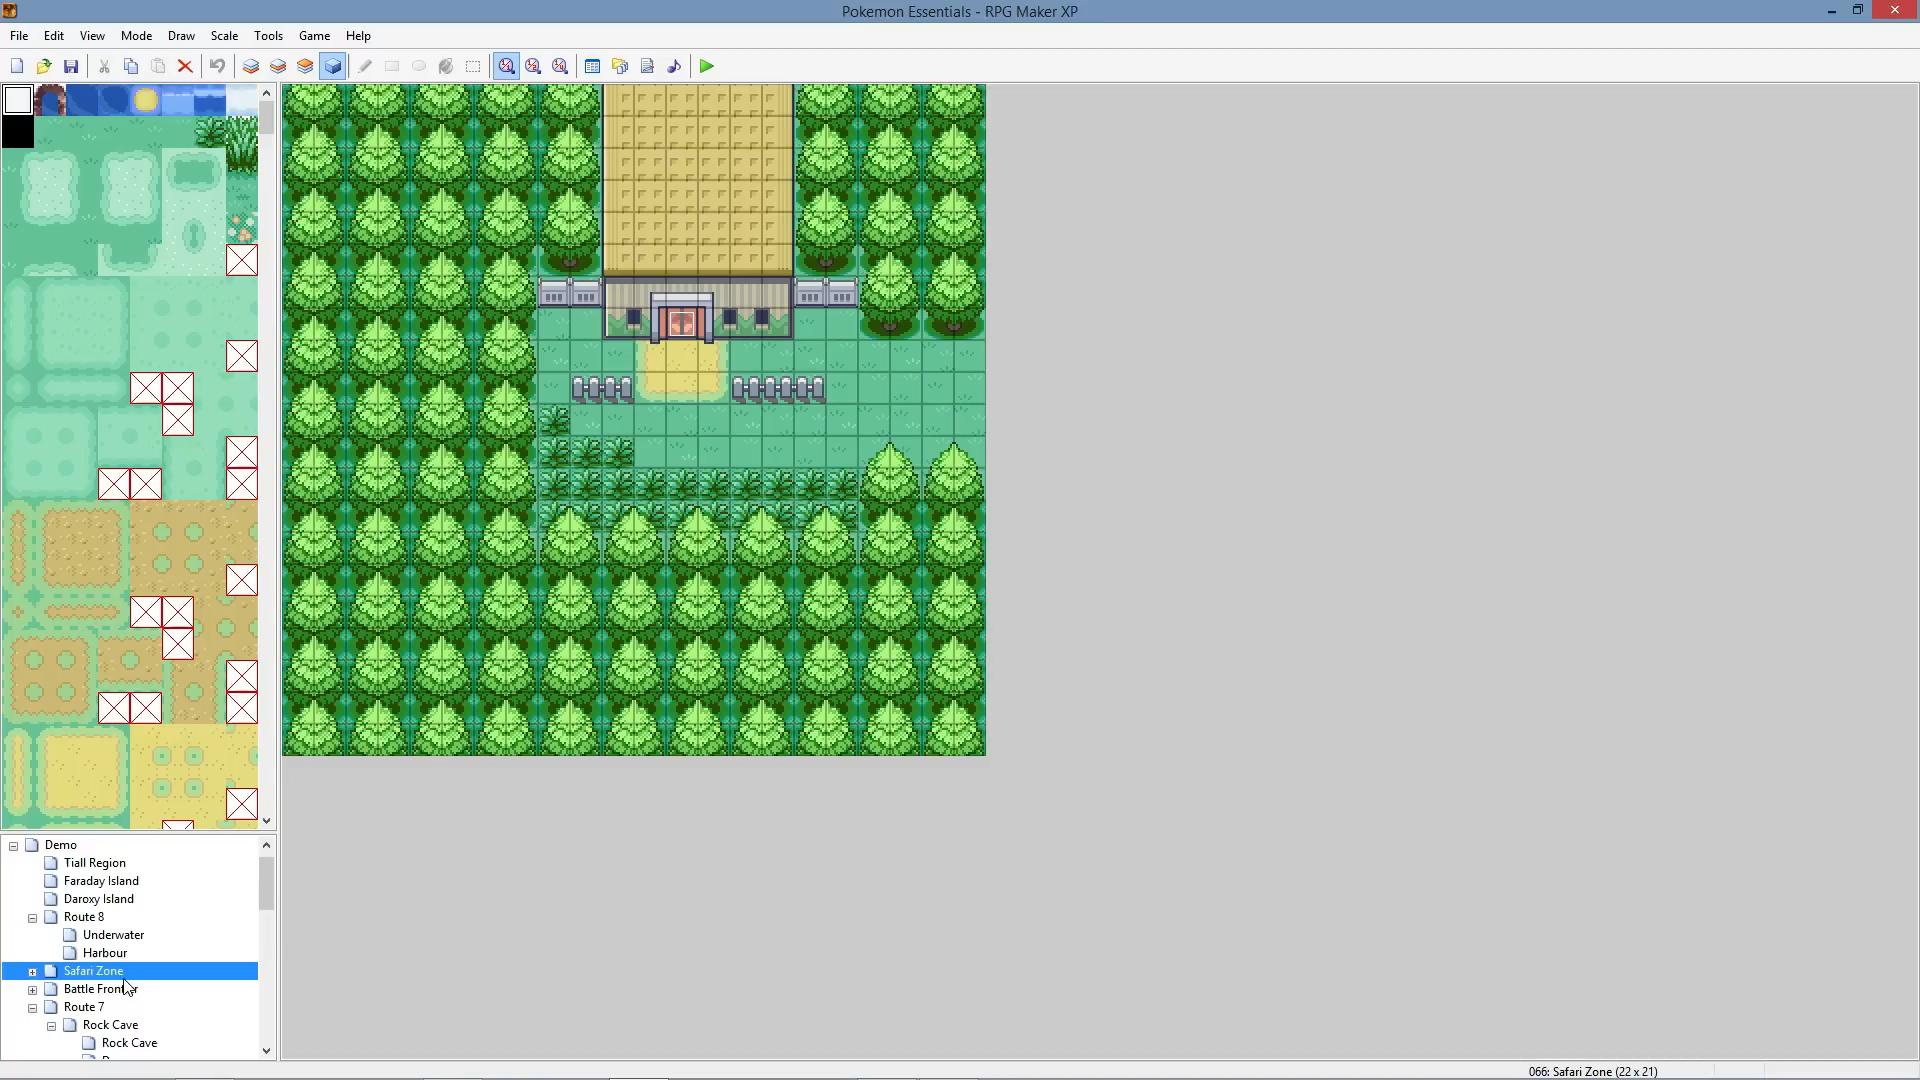 Pokemon Essentials - RPG Maker XP
File Edit View Mode Draw Scale Tools Game Help
Demo
Tiall Region
Faraday Island
Daroxy Island
Route 8
Underwater
Harbour
Safari Zone
Battle Frontier
Route 7
Rock Cave
Rock Cave
066: Safari Zone (22 x 21)